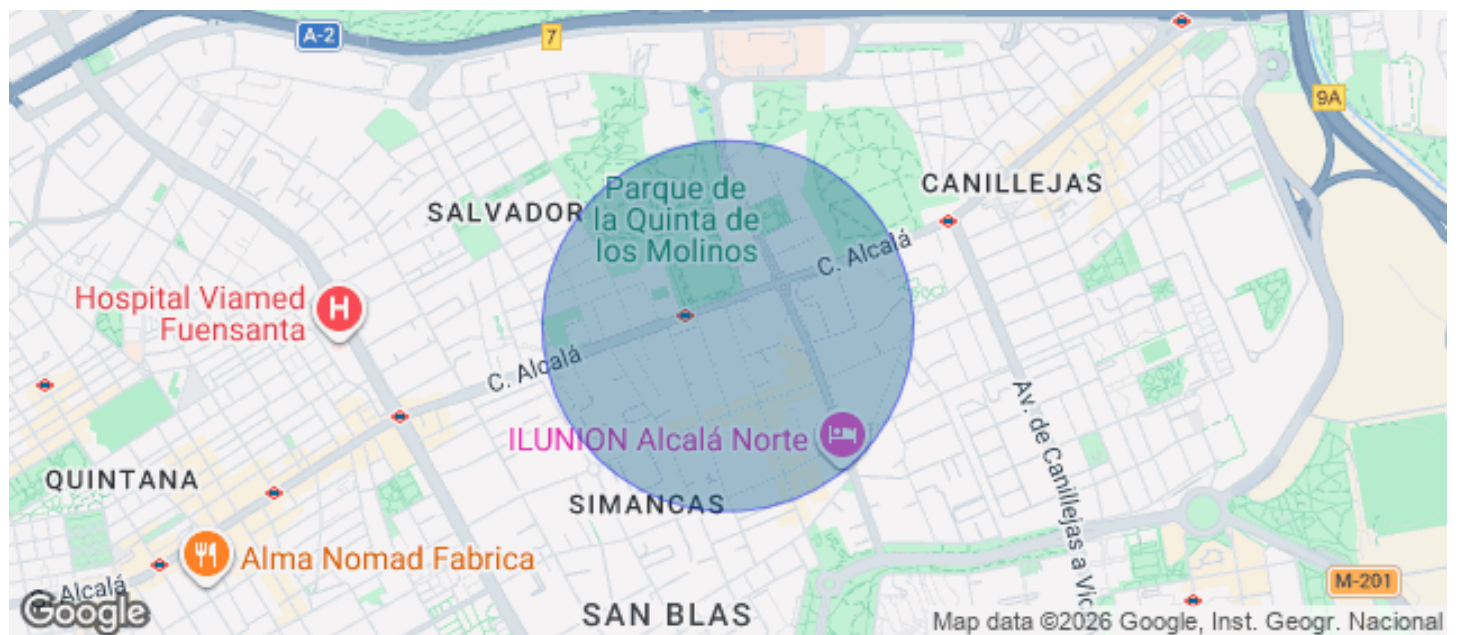 A-2
7
9A
CANILLEJAS
SALVADOR
Parque de
la Quinta de
los Molinos
C. Alcalá
Hospital Viamed
Fuensanta
H
C. Alcalá
Av. de Canillejas a Vic
ILUNION Alcalá Norte
QUINTANA
SIMANCAS
Alma Nomad Fabrica
M-201
Alcalá
Google
SAN BLAS
Map data ©2026 Google, Inst. Geogr. Nacional